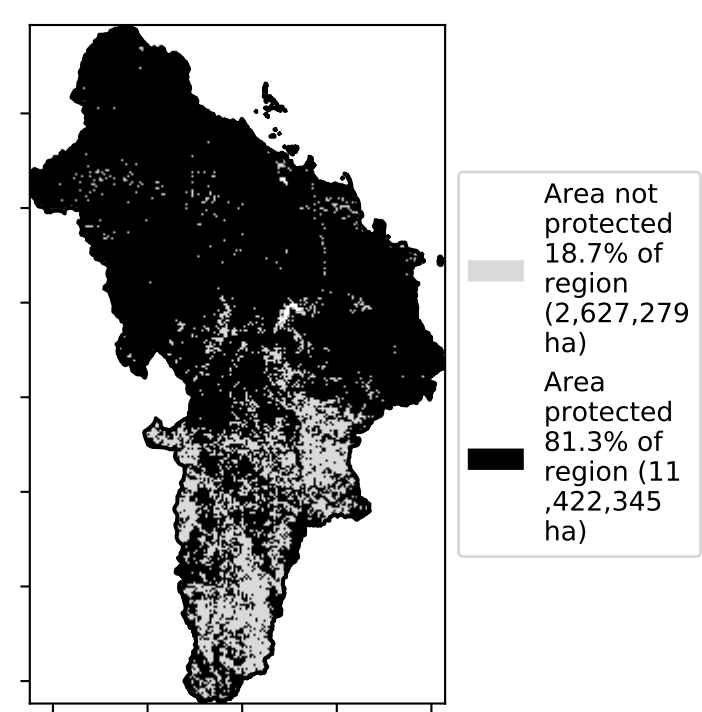 Area not
protected
18.7% of
region
(2,627,279
ha)
Area
protected
81.3% of
region (11
,422,345
ha)